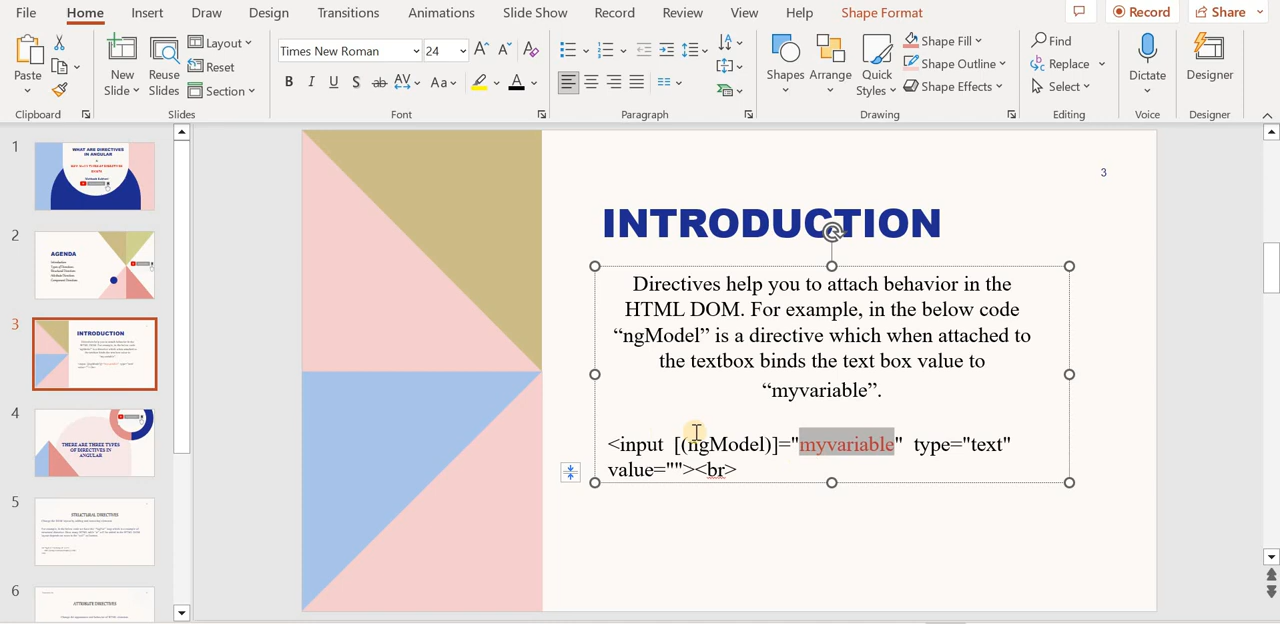 File Home Insert Draw Design Transitions Animations Slide Show Record Review View Help Shape Format Record Share
Paste
Clipboard
New Slide
Reuse Slides
Layout
Reset
Section
Slides
Times New Roman 24
B I U S ab AV Aa A
Font
Paragraph
Shapes
Arrange
Quick Styles
Shape Fill
Shape Outline
Shape Effects
Drawing
Find
Replace
Select
Editing
Dictate
Voice
Designer
Designer
1
WHAT ARE DIRECTIVES
IN ANGULAR
2
AGENDA
3
INTRODUCTION
4
THERE ARE THREE TYPES
OF DIRECTIVES IN
ANGULAR
5
STRUCTURAL DIRECTIVES
6
ATTRIBUTE DIRECTIVES
3
INTRODUCTION
Directives help you to attach behavior in the
HTML DOM. For example, in the below code
“ngModel” is a directive which when attached to
the textbox binds the text box value to
“myvariable”.
<input [(ngModel)]="myvariable" type="text"
value=""><br>